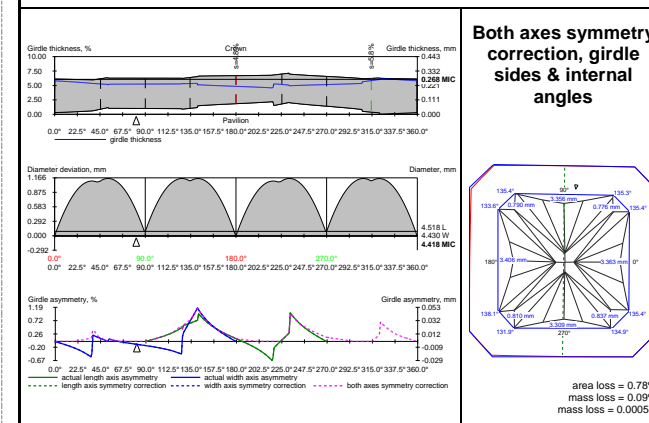 Girdle thickness, %
Crown
Girdle thickness, mm
s=4.8%
s=5.8%
10.00
7.50
5.00
2.50
0.00
0.443
0.332
0.268 MIC
0.221
0.111
0.000
Pavilion
0.0° 22.5° 45.0° 67.5° 90.0° 112.5° 135.0° 157.5° 180.0° 202.5° 225.0° 247.5° 270.0° 292.5° 315.0° 337.5° 360.0°
girdle thickness
Diameter deviation, mm
Diameter, mm
1.166
0.875
0.583
0.292
0.000
-0.292
4.518 L
4.430 W
4.418 MIC
0.0° 90.0° 180.0° 270.0°
0.0° 22.5° 45.0° 67.5° 90.0° 112.5° 135.0° 157.5° 180.0° 202.5° 225.0° 247.5° 270.0° 292.5° 315.0° 337.5° 360.0°
Girdle asymmetry, %
Girdle asymmetry, mm
1.19
0.72
0.26
-0.20
-0.67
0.053
0.032
0.012
-0.009
-0.029
0.0° 22.5° 45.0° 67.5° 90.0° 112.5° 135.0° 157.5° 180.0° 202.5° 225.0° 247.5° 270.0° 292.5° 315.0° 337.5° 360.0°
actual length axis asymmetry
actual width axis asymmetry
length axis symmetry correction
width axis symmetry correction
both axes symmetry correction
Both axes symmetry
correction, girdle
sides & internal
angles
135.4°
90°
135.3°
133.6°
0.790 mm
3.356 mm
0.776 mm
135.4°
180°
3.406 mm
3.363 mm
0°
138.1°
0.810 mm
0.837 mm
135.4°
131.9°
3.309 mm
134.9°
270°
area loss = 0.78
mass loss = 0.09
mass loss = 0.0005